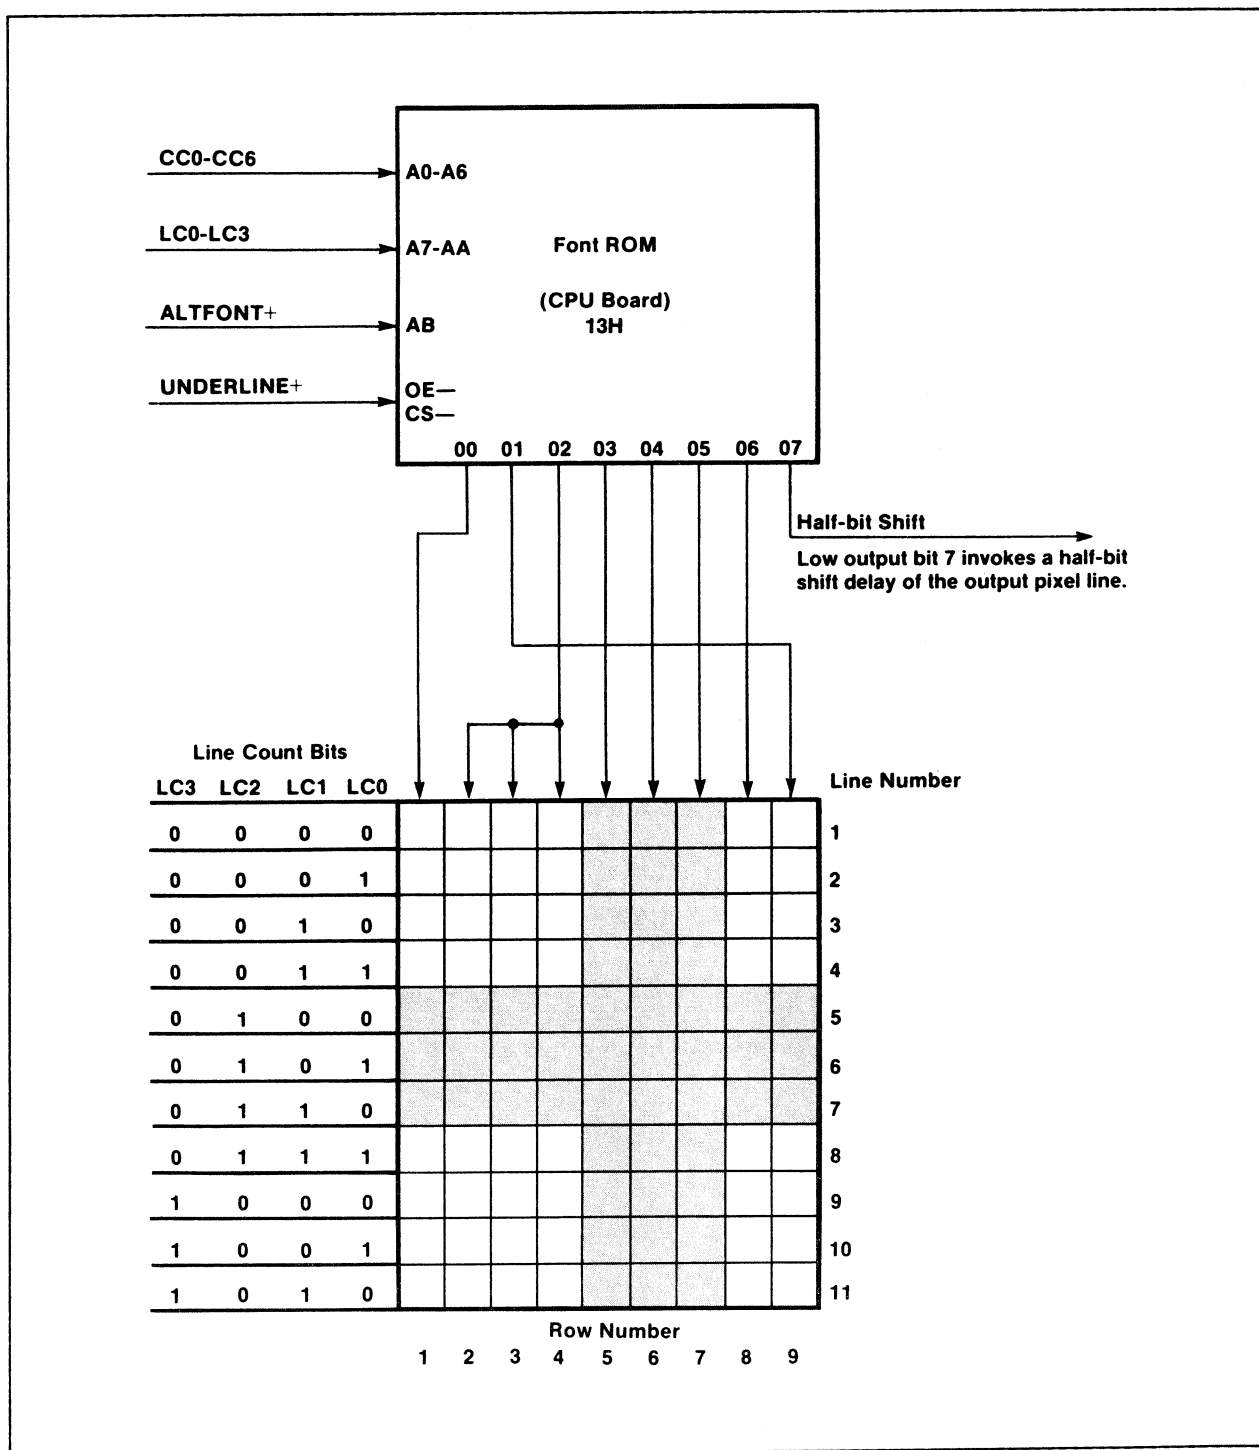 CC0-CC6
A0-A6
LC0-LC3
A7-AA
Font ROM
ALTFONT+
AB
(CPU Board)
13H
UNDERLINE+
OE—
CS—
00 01 02 03 04 05 06 07
Half-bit Shift
Low output bit 7 invokes a half-bit
shift delay of the output pixel line.
Line Count Bits
LC3 LC2 LC1 LC0
Line Number
0 0 0 0 1
0 0 0 1 2
0 0 1 0 3
0 0 1 1 4
0 1 0 0 5
0 1 0 1 6
0 1 1 0 7
0 1 1 1 8
1 0 0 0 9
1 0 0 1 10
1 0 1 0 11
Row Number
1 2 3 4 5 6 7 8 9